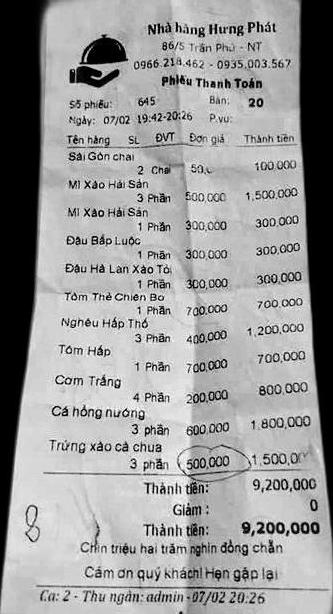 Nhà hàng Hưng Phát
86/5 Trần Phú - NT
0966.218.462 - 0935.003.567
Phiếu Thanh Toán
Số phiếu: 645 Bàn: 20
Ngày: 07/02 19:42-20:26 P.vụ:
Tên hàng SL ĐVT Đơn giá Thành tiền
Sài Gòn chai
2 Chai 50, 100,000
Mì Xào Hải Sản
3 Phần 500,000 1,500,000
Mì Xào Hải Sản
1 Phần 300,000 300,000
Đậu Bắp Luộc
1 Phần 300,000 300,000
Đậu Hà Lan Xào Tỏi
1 Phần 300,000 300,000
Tôm Thẻ Chiên Bơ
1 Phần 700,000 700,000
Nghêu Hấp Thố
3 Phần 400,000 1,200,000
Tôm Hấp
1 Phần 700,000 700,000
Cơm Trắng
4 Phần 200,000 800,000
Cá hồng nướng
3 phần 600,000 1,800,000
Trứng xào cà chua
3 phần 500,000 1,500,000
Thành tiền: 9,200,000
Giảm : 0
8 Thành tiền: 9,200,000
Chín triệu hai trăm nghìn đồng chẵn
Cảm ơn quý khách! Hẹn gặp lại
Ca: 2 - Thu ngân: admin - 07/02 20:26